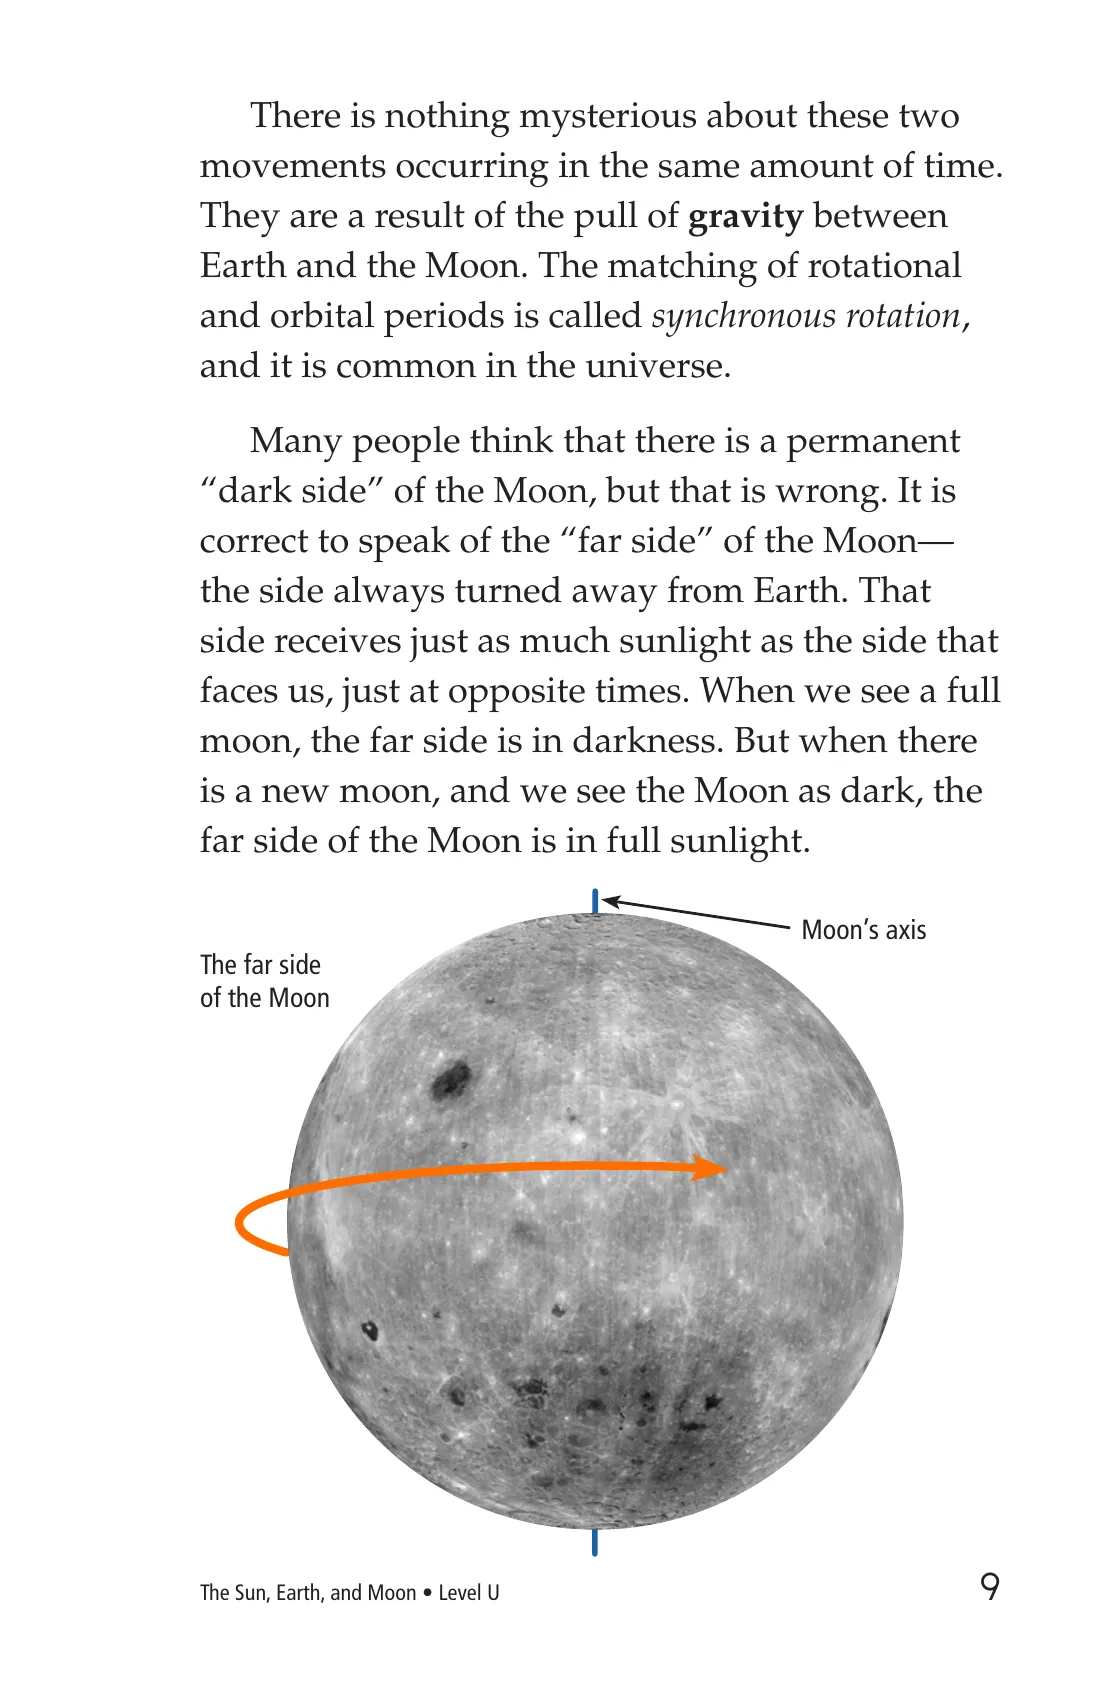 There is nothing mysterious about these two
movements occurring in the same amount of time.
They are a result of the pull of gravity between
Earth and the Moon. The matching of rotational
and orbital periods is called synchronous rotation,
and it is common in the universe.
Many people think that there is a permanent
“dark side” of the Moon, but that is wrong. It is
correct to speak of the “far side” of the Moon—
the side always turned away from Earth. That
side receives just as much sunlight as the side that
faces us, just at opposite times. When we see a full
moon, the far side is in darkness. But when there
is a new moon, and we see the Moon as dark, the
far side of the Moon is in full sunlight.
Moon’s axis
The far side
of the Moon
The Sun, Earth, and Moon • Level U
9